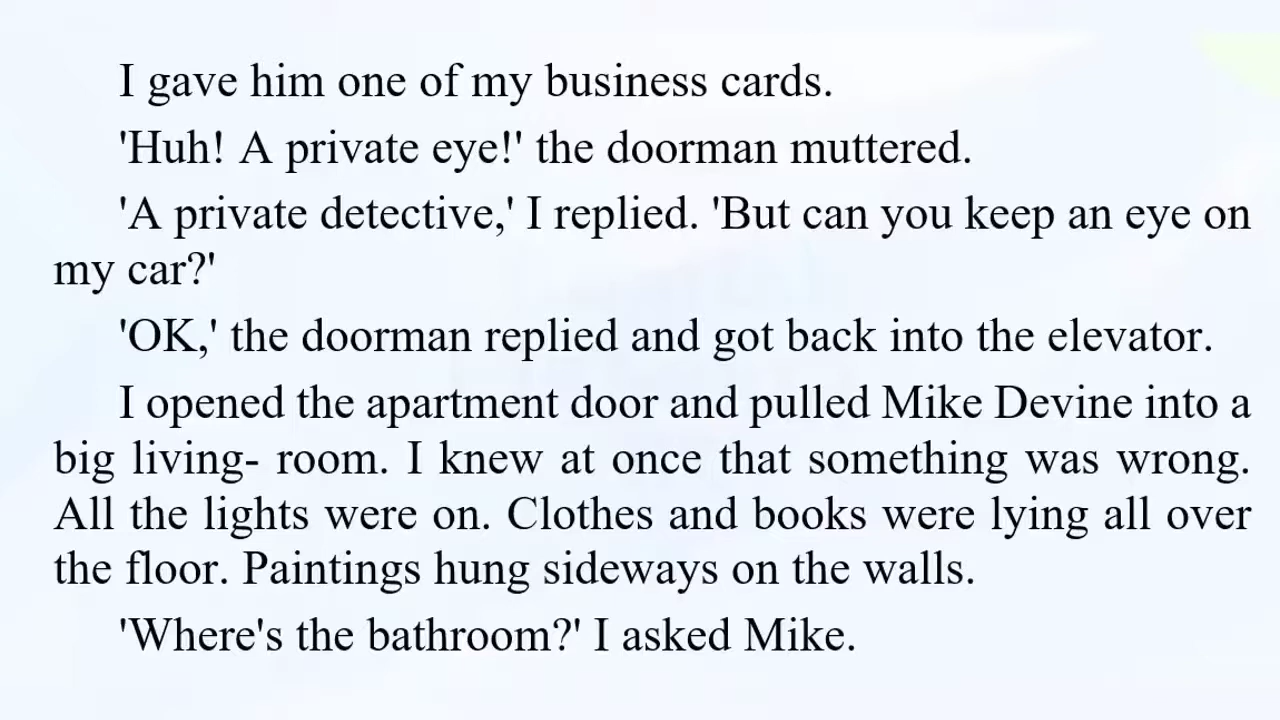 I gave him one of my business cards.
'Huh! A private eye!' the doorman muttered.
'A private detective,' I replied. 'But can you keep an eye on
my car?'
'OK,' the doorman replied and got back into the elevator.
I opened the apartment door and pulled Mike Devine into a
big living- room. I knew at once that something was wrong.
All the lights were on. Clothes and books were lying all over
the floor. Paintings hung sideways on the walls.
'Where's the bathroom?' I asked Mike.